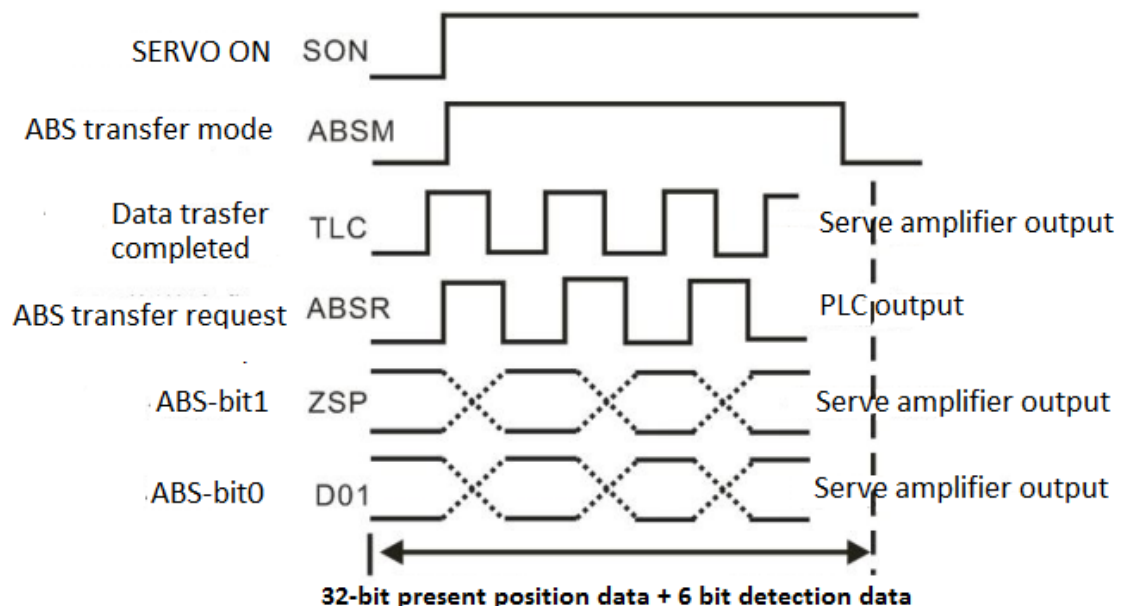 SERVO ON SON
ABS transfer mode ABSM
Data trasfer
completed TLC Serve amplifier output
ABS transfer request ABSR PLC output
ABS-bit1 ZSP Serve amplifier output
ABS-bit0 D01 Serve amplifier output
32-bit present position data + 6 bit detection data